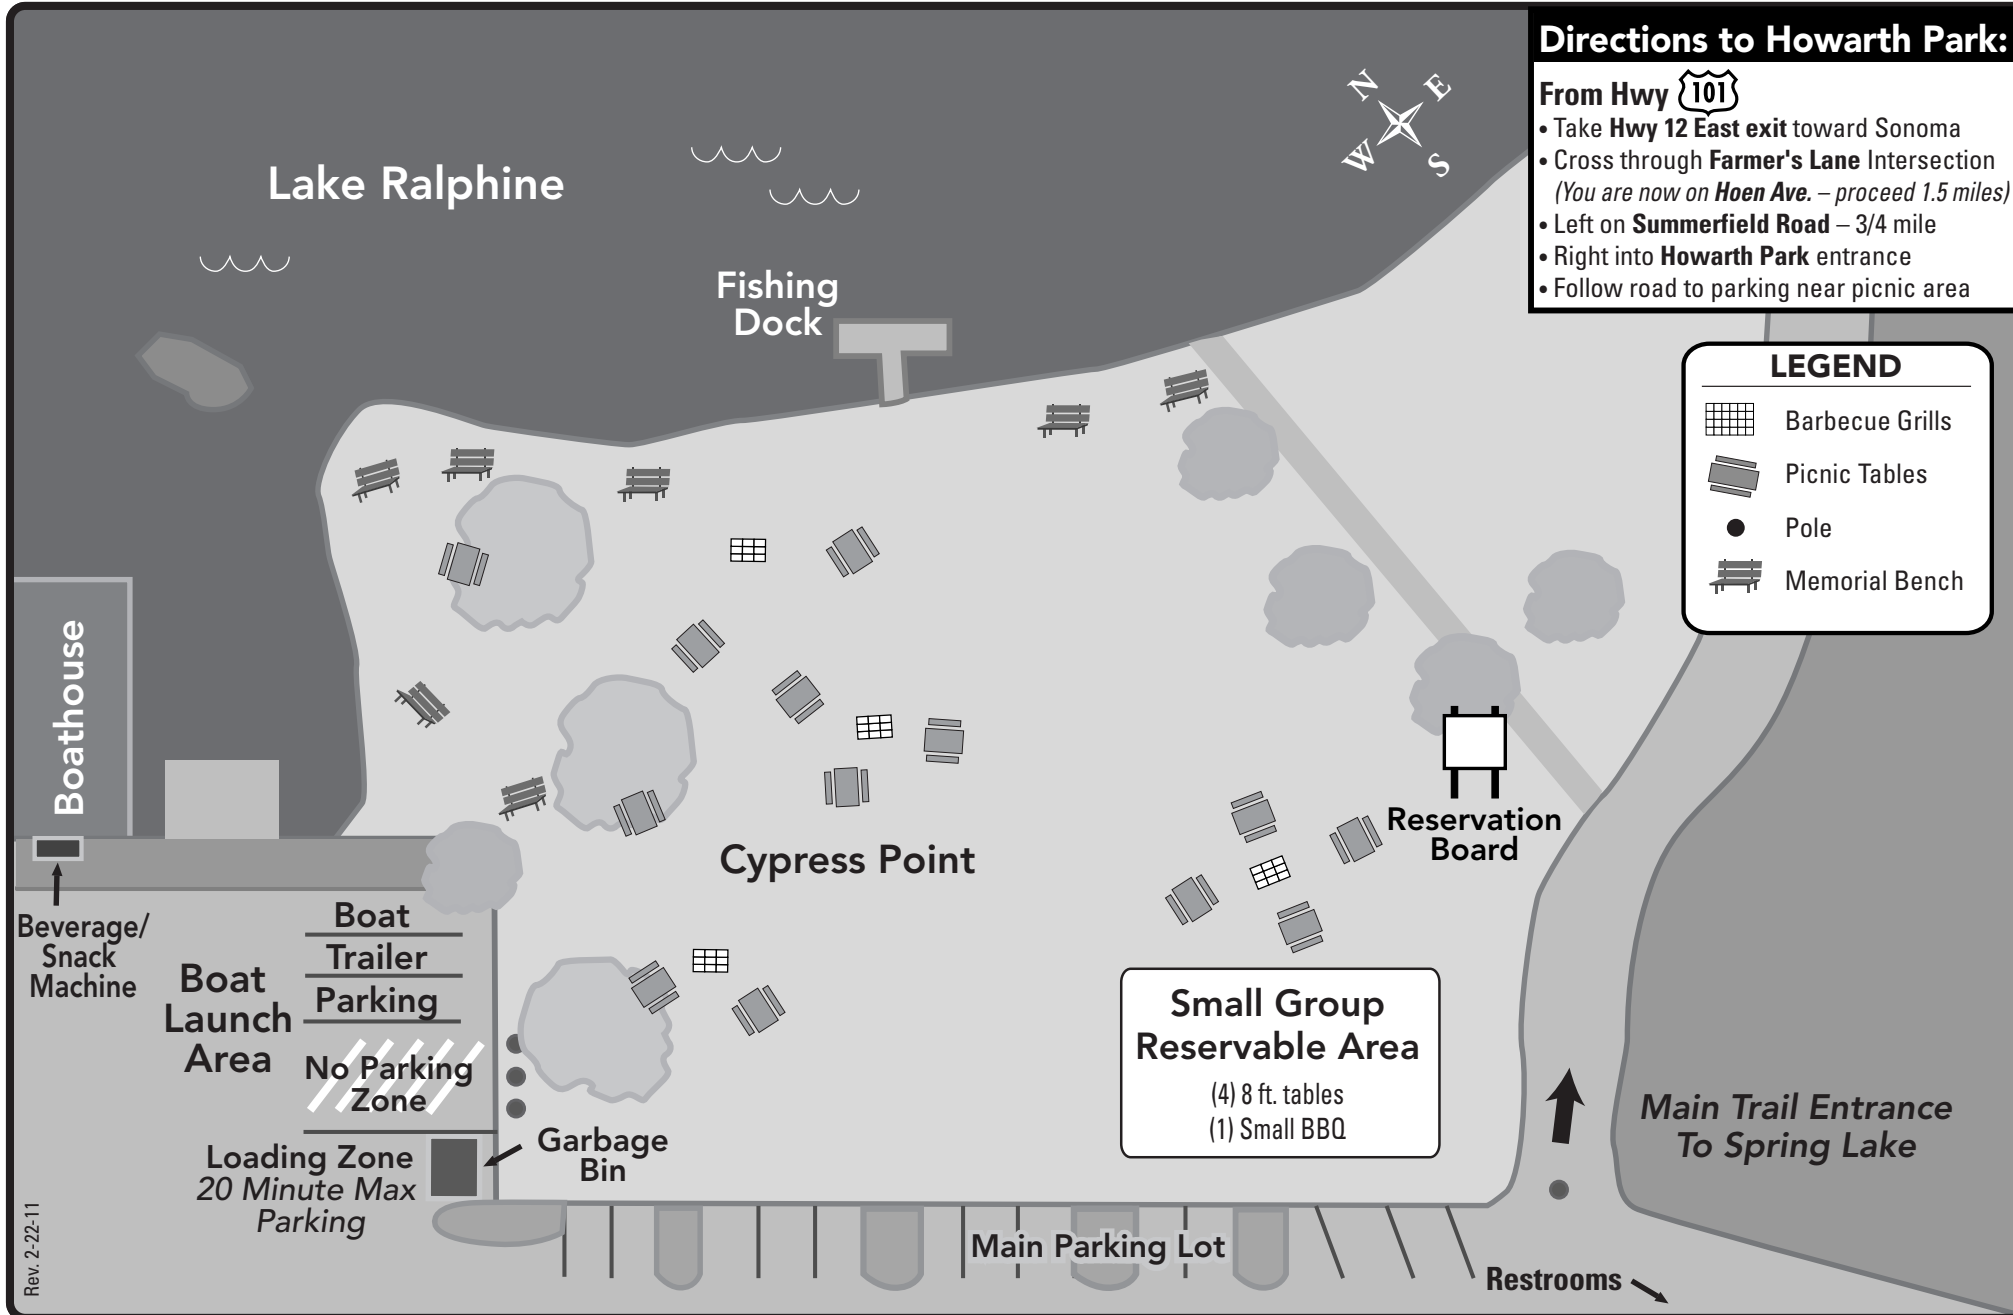 Directions to Howarth Park:
From Hwy 101
• Take Hwy 12 East exit toward Sonoma
• Cross through Farmer's Lane Intersection
(You are now on Hoen Ave. – proceed 1.5 miles)
• Left on Summerfield Road – 3/4 mile
• Right into Howarth Park entrance
• Follow road to parking near picnic area
N
E
W
S
Lake Ralphine
Fishing
Dock
LEGEND
Barbecue Grills
Picnic Tables
Pole
Memorial Bench
Boathouse
Reservation
Board
Cypress Point
Beverage/
Snack
Machine
Boat
Launch
Area
Boat
Trailer
Parking
No Parking
Zone
Loading Zone
20 Minute Max
Parking
Garbage
Bin
Small Group
Reservable Area
(4) 8 ft. tables
(1) Small BBQ
Main Trail Entrance
To Spring Lake
Main Parking Lot
Restrooms
Rev. 2-22-11